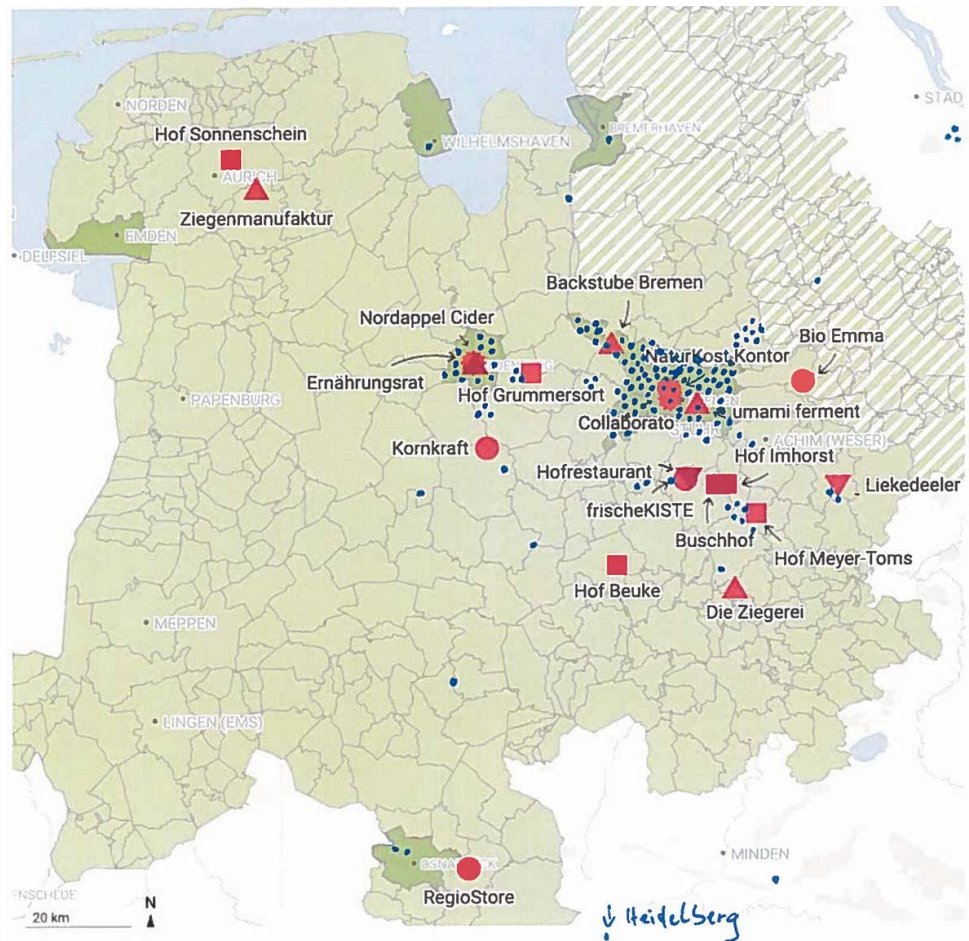 STAD
NORDEN
BREMERHAVEN
Hof Sonnenschein
WILHELMSHAVEN
AURICH
Ziegenmanufaktur
EMDEN
DELFSIEL
Backstube Bremen
Nordappel Cider
Bio Emma
NaturKost Kontor
Ernährungsrat
Hof Grummersort
PAPENBURG
umami ferment
Collaborato
STUHR
ACHIM (WESER)
Kornkraft
Hof Imhorst
Hofrestaurant
Liekedeeler
frischeKISTE
Buschhof
Hof Meyer-Toms
Hof Beuke
Die Ziegerei
MEPPEN
LINGEN (EMS)
MINDEN
OSNABRÜCK
ENSCHEDE
RegioStore
N
20 km
↓ Heidelberg